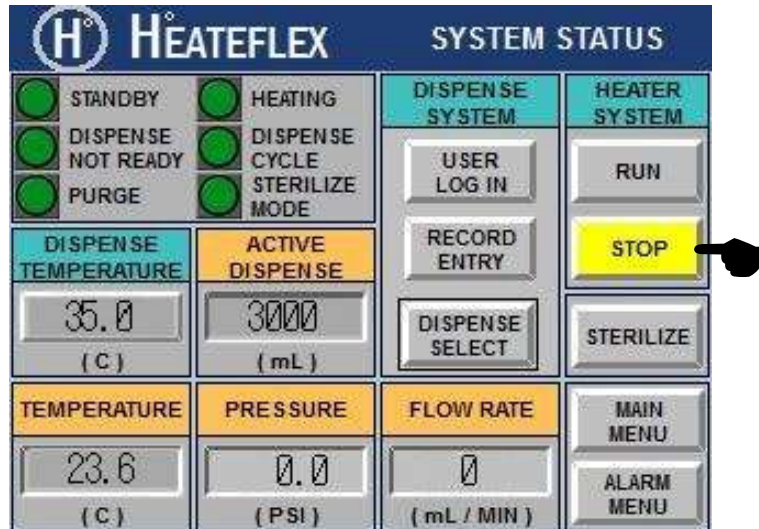 H° HEATEFLEX
SYSTEM STATUS
STANDBY
HEATING
DISPENSE
NOT READY
DISPENSE
CYCLE
PURGE
STERILIZE
MODE
DISPENSE
SYSTEM
USER
LOG IN
RECORD
ENTRY
DISPENSE
SELECT
HEATER
SYSTEM
RUN
STOP
STERILIZE
DISPENSE
TEMPERATURE
35.0
(C)
ACTIVE
DISPENSE
3000
(mL)
TEMPERATURE
23.6
(C)
PRESSURE
0.0
(PSI)
FLOW RATE
0
(mL / MIN)
MAIN
MENU
ALARM
MENU